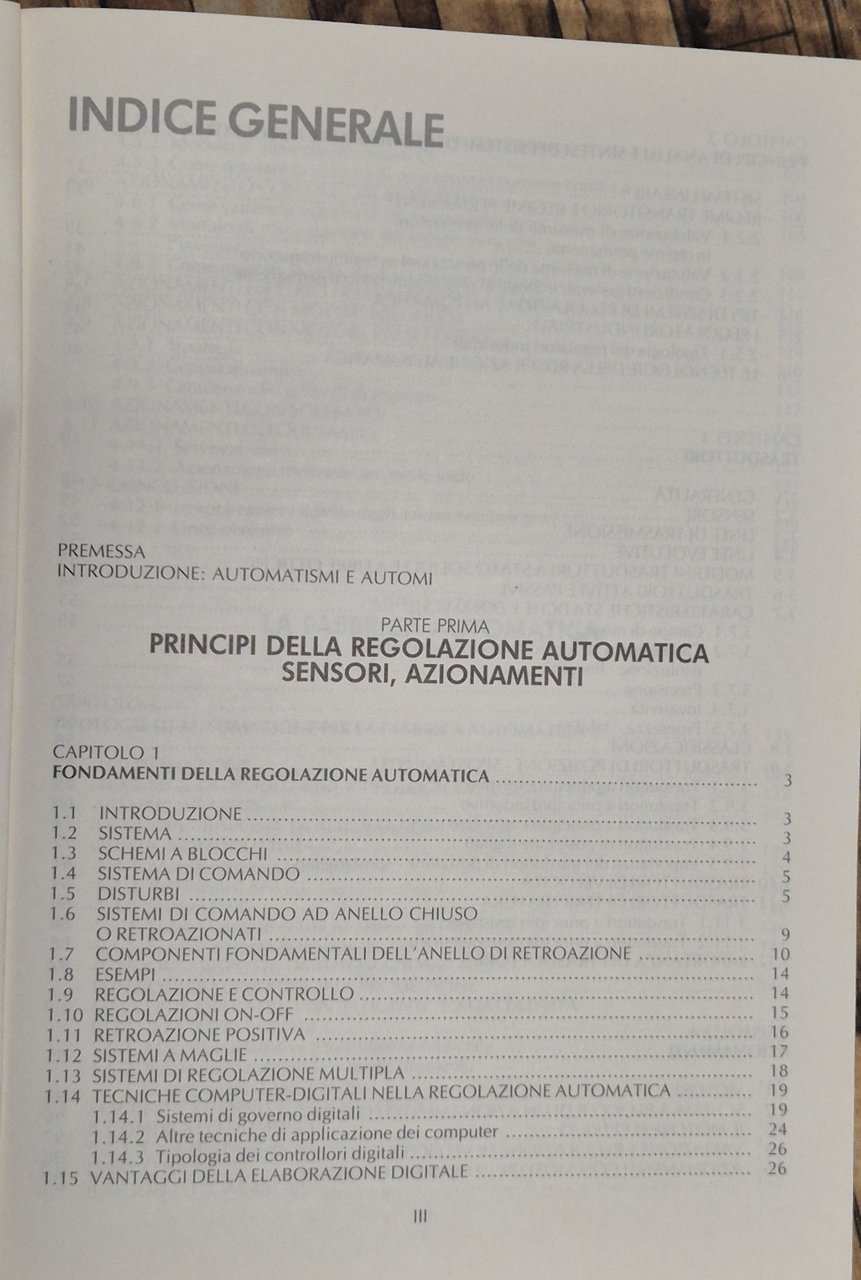 INDICE GENERALE
PREMESSA
INTRODUZIONE: AUTOMATISMI E AUTOMI
PARTE PRIMA
PRINCIPI DELLA REGOLAZIONE AUTOMATICA
SENSORI, AZIONAMENTI
CAPITOLO 1
FONDAMENTI DELLA REGOLAZIONE AUTOMATICA ........................................ 3
1.1 INTRODUZIONE ........................................ 3
1.2 SISTEMA ........................................ 3
1.3 SCHEMI A BLOCCHI ........................................ 4
1.4 SISTEMA DI COMANDO ........................................ 5
1.5 DISTURBI ........................................ 5
1.6 SISTEMI DI COMANDO AD ANELLO CHIUSO
O RETROAZIONATI ........................................ 9
1.7 COMPONENTI FONDAMENTALI DELL'ANELLO DI RETROAZIONE .................... 10
1.8 ESEMPI ........................................ 14
1.9 REGOLAZIONE E CONTROLLO ........................................ 14
1.10 REGOLAZIONI ON-OFF ........................................ 15
1.11 RETROAZIONE POSITIVA ........................................ 16
1.12 SISTEMI A MAGLIE ........................................ 17
1.13 SISTEMI DI REGOLAZIONE MULTIPLA ........................................ 18
1.14 TECNICHE COMPUTER-DIGITALI NELLA REGOLAZIONE AUTOMATICA ............. 19
1.14.1 Sistemi di governo digitali ........................................ 19
1.14.2 Altre tecniche di applicazione dei computer ........................................ 24
1.14.3 Tipologia dei controllori digitali ........................................ 26
1.15 VANTAGGI DELLA ELABORAZIONE DIGITALE ........................................ 26
III